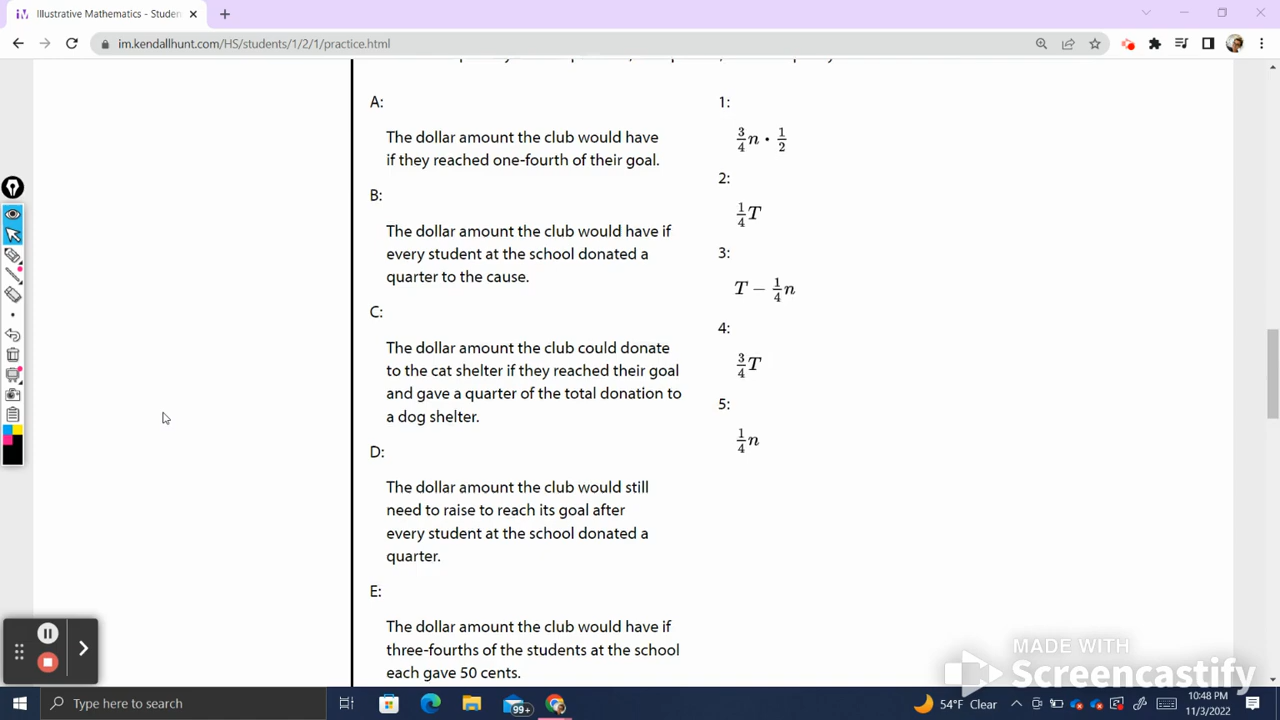 Illustrative Mathematics - Studen
im.kendallhunt.com/HS/students/1/2/1/practice.html
A:
The dollar amount the club would have
if they reached one-fourth of their goal.
B:
The dollar amount the club would have if
every student at the school donated a
quarter to the cause.
C:
The dollar amount the club could donate
to the cat shelter if they reached their goal
and gave a quarter of the total donation to
a dog shelter.
D:
The dollar amount the club would still
need to raise to reach its goal after
every student at the school donated a
quarter.
E:
The dollar amount the club would have if
three-fourths of the students at the school
each gave 50 cents.
1:
3/4 n · 1/2
2:
1/4 T
3:
T − 1/4 n
4:
3/4 T
5:
1/4 n
MADE WITH
Screencastify
Type here to search
99+
54°F Clear
10:48 PM
11/3/2022